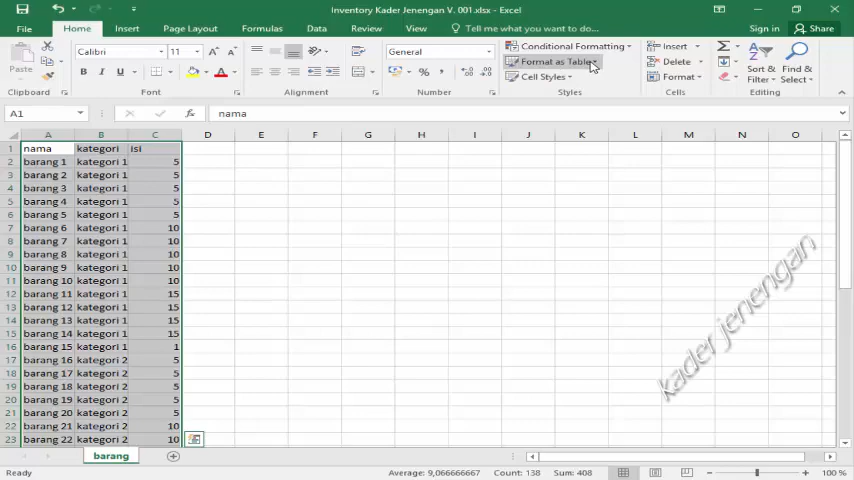 Inventory Kader Jenengan V. 001.xlsx - Excel
File Home Insert Page Layout Formulas Data Review View Tell me what you want to do... Sign in Share
Paste
Calibri 11
B I U
General
% ,
Conditional Formatting
Format as Table
Cell Styles
Insert
Delete
Format
Sort & Filter
Find & Select
Clipboard Font Alignment Number Styles Cells Editing
A1 fx nama
A B C D E F G H I J K L M N O
1 nama kategori isi
2 barang 1 kategori 1 5
3 barang 2 kategori 1 5
4 barang 3 kategori 1 5
5 barang 4 kategori 1 5
6 barang 5 kategori 1 5
7 barang 6 kategori 1 10
8 barang 7 kategori 1 10
9 barang 8 kategori 1 10
10 barang 9 kategori 1 10
11 barang 10 kategori 1 10
12 barang 11 kategori 1 15
13 barang 12 kategori 1 15
14 barang 13 kategori 1 15
15 barang 14 kategori 1 15
16 barang 15 kategori 1 1
17 barang 16 kategori 2 5
18 barang 17 kategori 2 5
19 barang 18 kategori 2 5
20 barang 19 kategori 2 5
21 barang 20 kategori 2 5
22 barang 21 kategori 2 10
23 barang 22 kategori 2 10
kader jenengan
barang
Ready Average: 9,066666667 Count: 138 Sum: 408 100 %